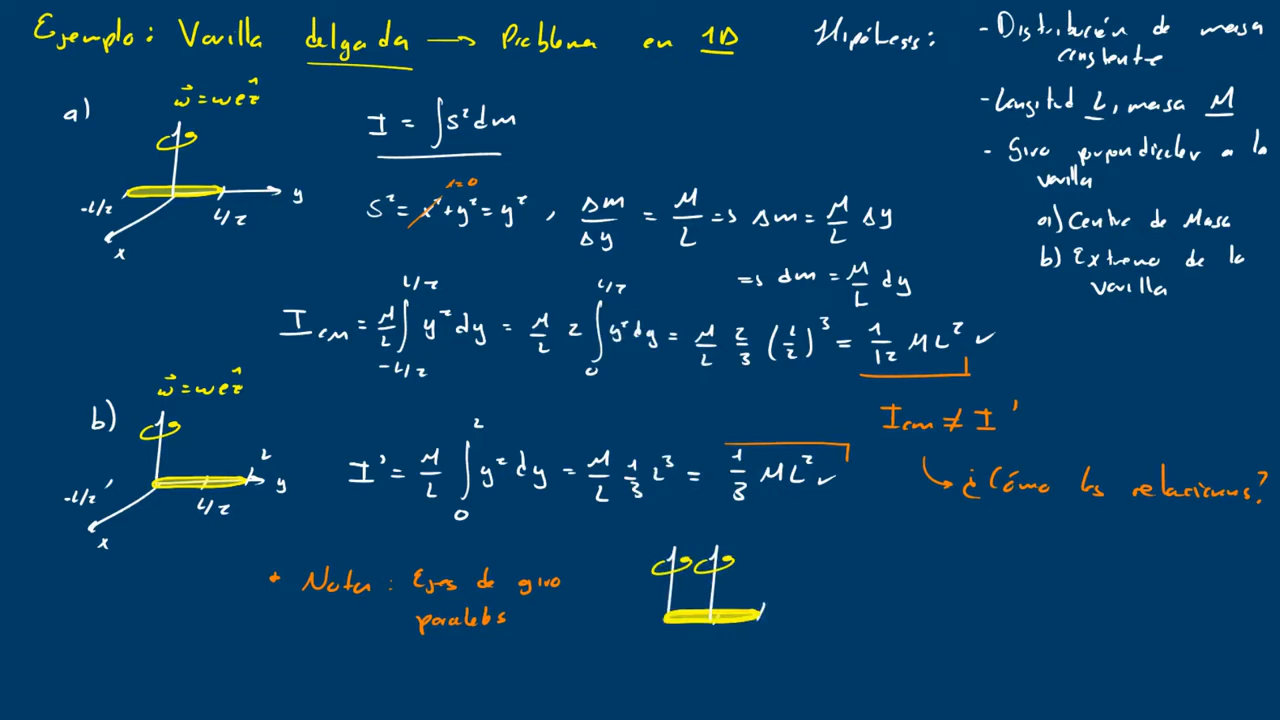 Ejemplo: Varilla delgada → Problema en 1D
Hipótesis:
- Distribución de masa
constante
- Longitud L, masa M
- Giro perpendicular a la
varilla
a) Centro de Masa
b) Extremo de la
varilla
a)
ω⃗ = ω e_ẑ
-L/2
L/2
y
x
I = ∫ s² dm
x=0
s² = x² + y² = y² , Δm/Δy = M/L ⇒ Δm = M/L Δy
⇒ dm = M/L dy
I_CM = M/L ∫_{-L/2}^{L/2} y² dy = M/L 2 ∫_0^{L/2} y² dy = M/L 2/3 (L/2)³ = 1/12 ML² ✓
b)
ω⃗ = ω e_ẑ
-L/2
L
y
L/2
x
I' = M/L ∫_0^L y² dy = M/L 1/3 L³ = 1/3 ML² ✓
I_cm ≠ I'
↳ ¿Cómo los relacionamos?
* Nota: Ejes de giro
paralelos